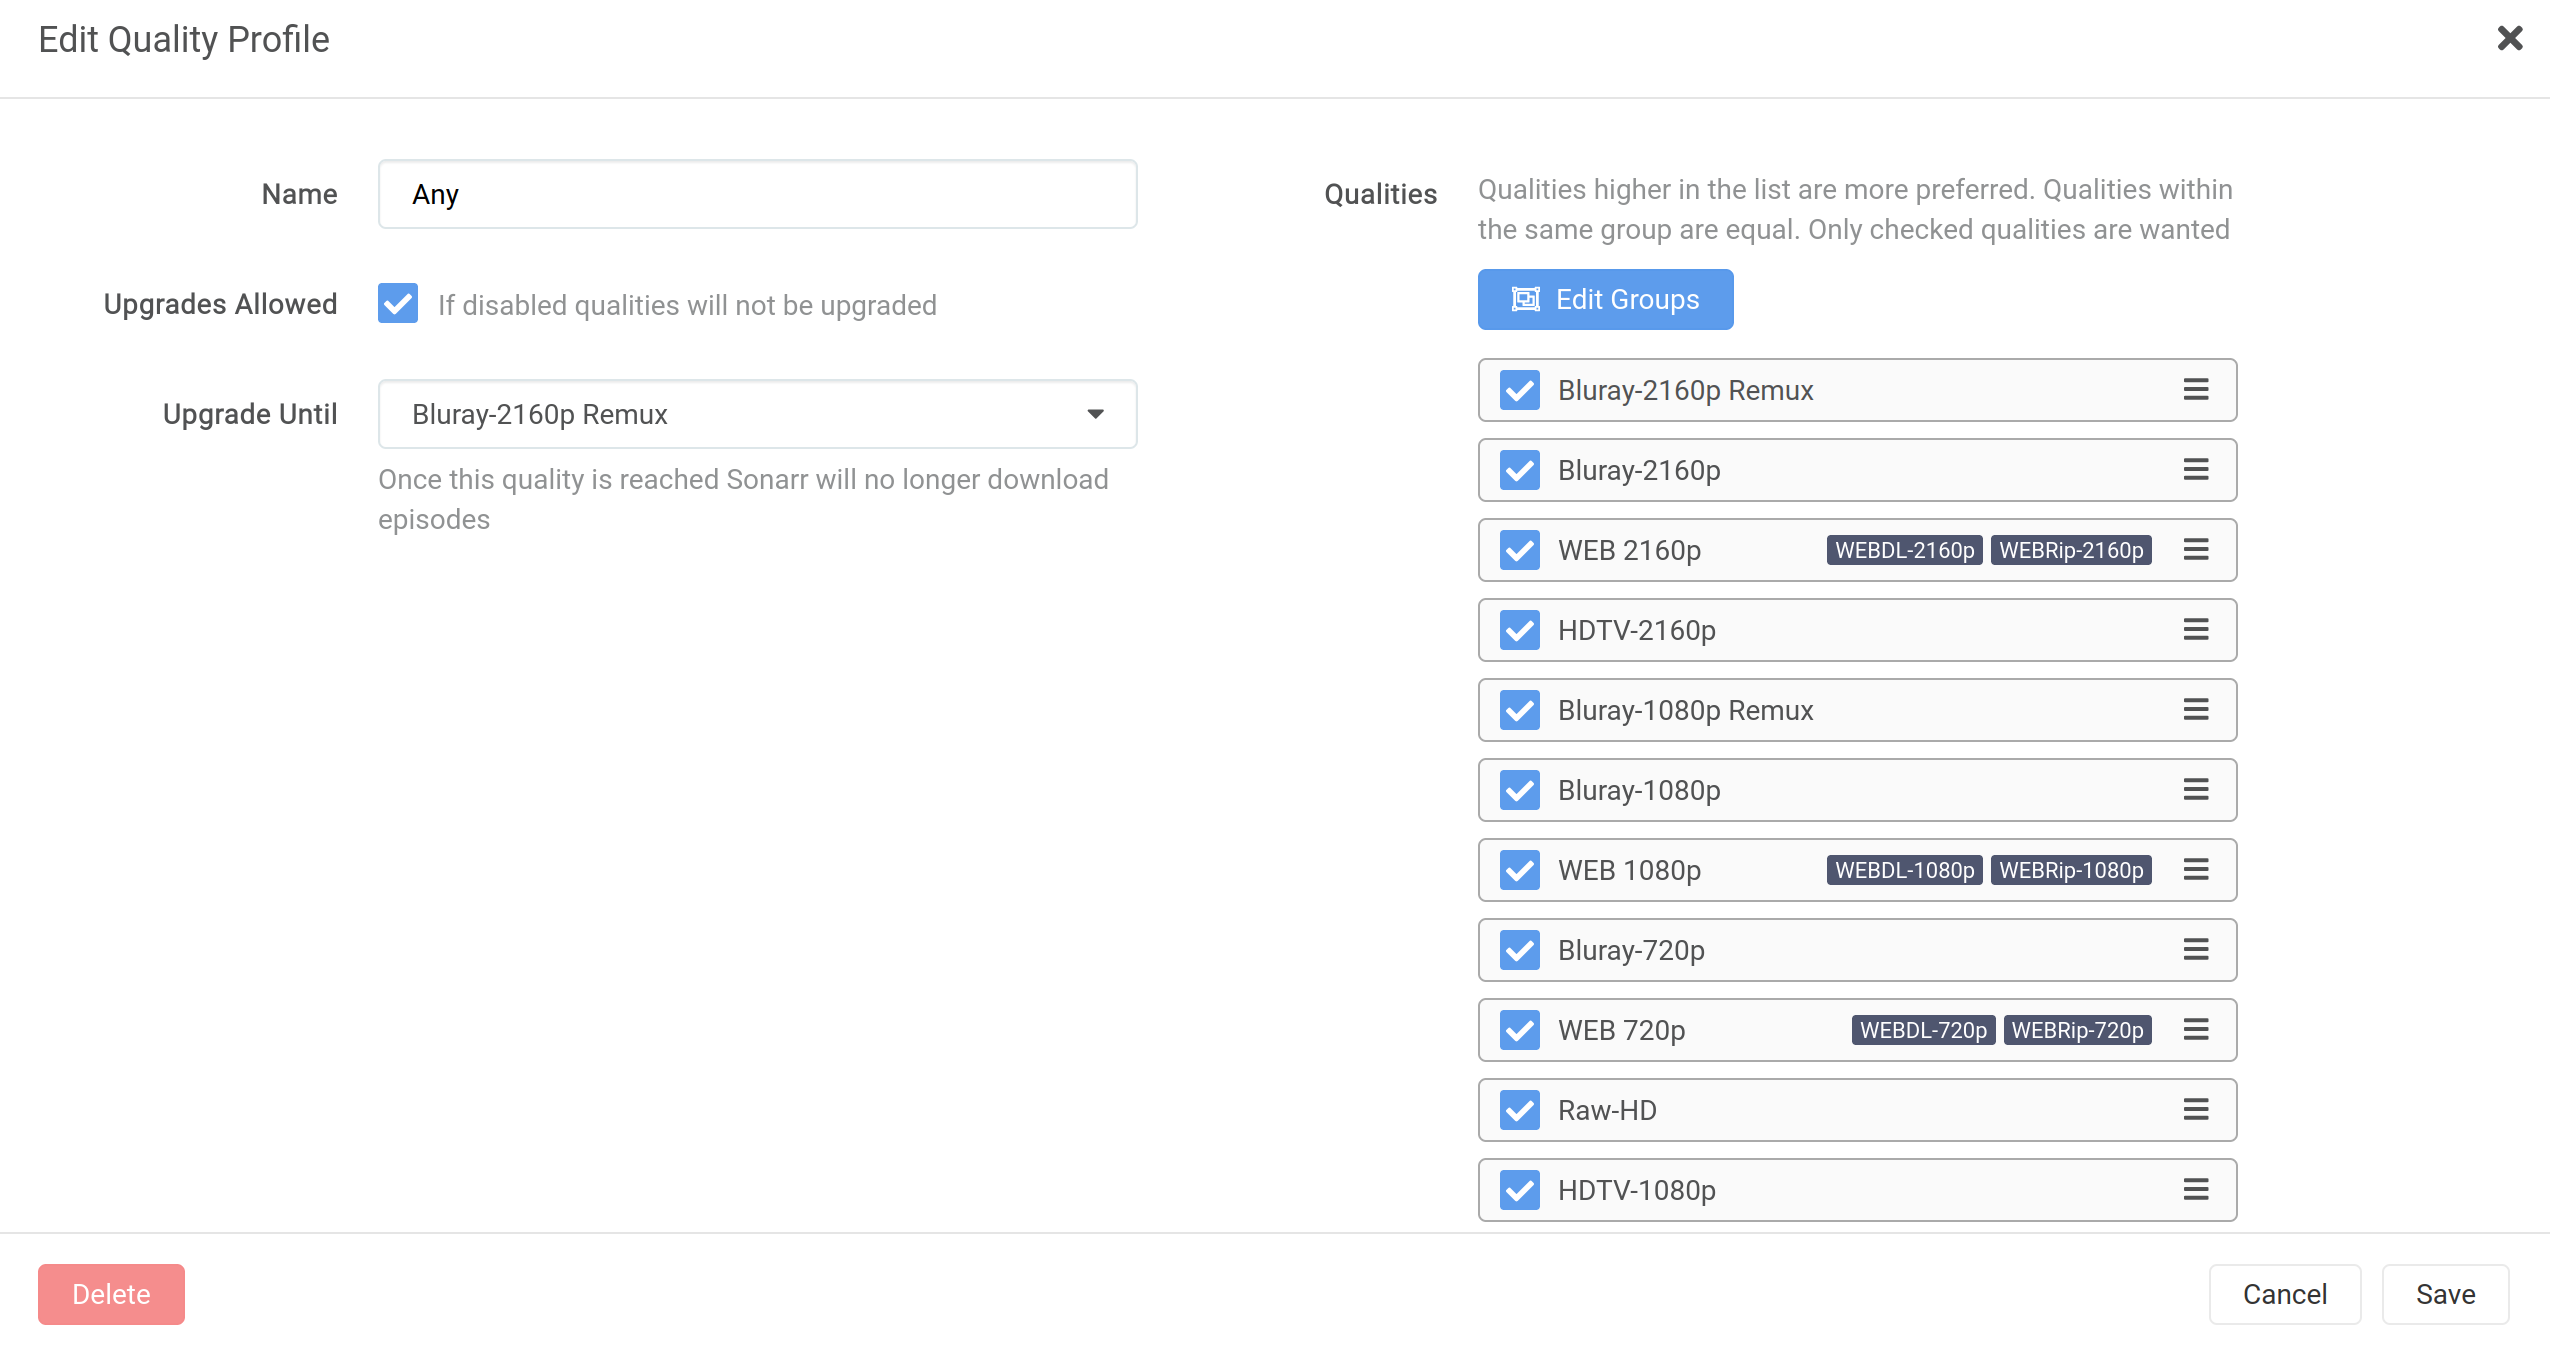 Edit Quality Profile
Name
Any
Upgrades Allowed
If disabled qualities will not be upgraded
Upgrade Until
Bluray-2160p Remux
Once this quality is reached Sonarr will no longer download
episodes
Qualities
Qualities higher in the list are more preferred. Qualities within
the same group are equal. Only checked qualities are wanted
Edit Groups
Bluray-2160p Remux
Bluray-2160p
WEB 2160p WEBDL-2160p WEBRip-2160p
HDTV-2160p
Bluray-1080p Remux
Bluray-1080p
WEB 1080p WEBDL-1080p WEBRip-1080p
Bluray-720p
WEB 720p WEBDL-720p WEBRip-720p
Raw-HD
HDTV-1080p
Delete
Cancel
Save